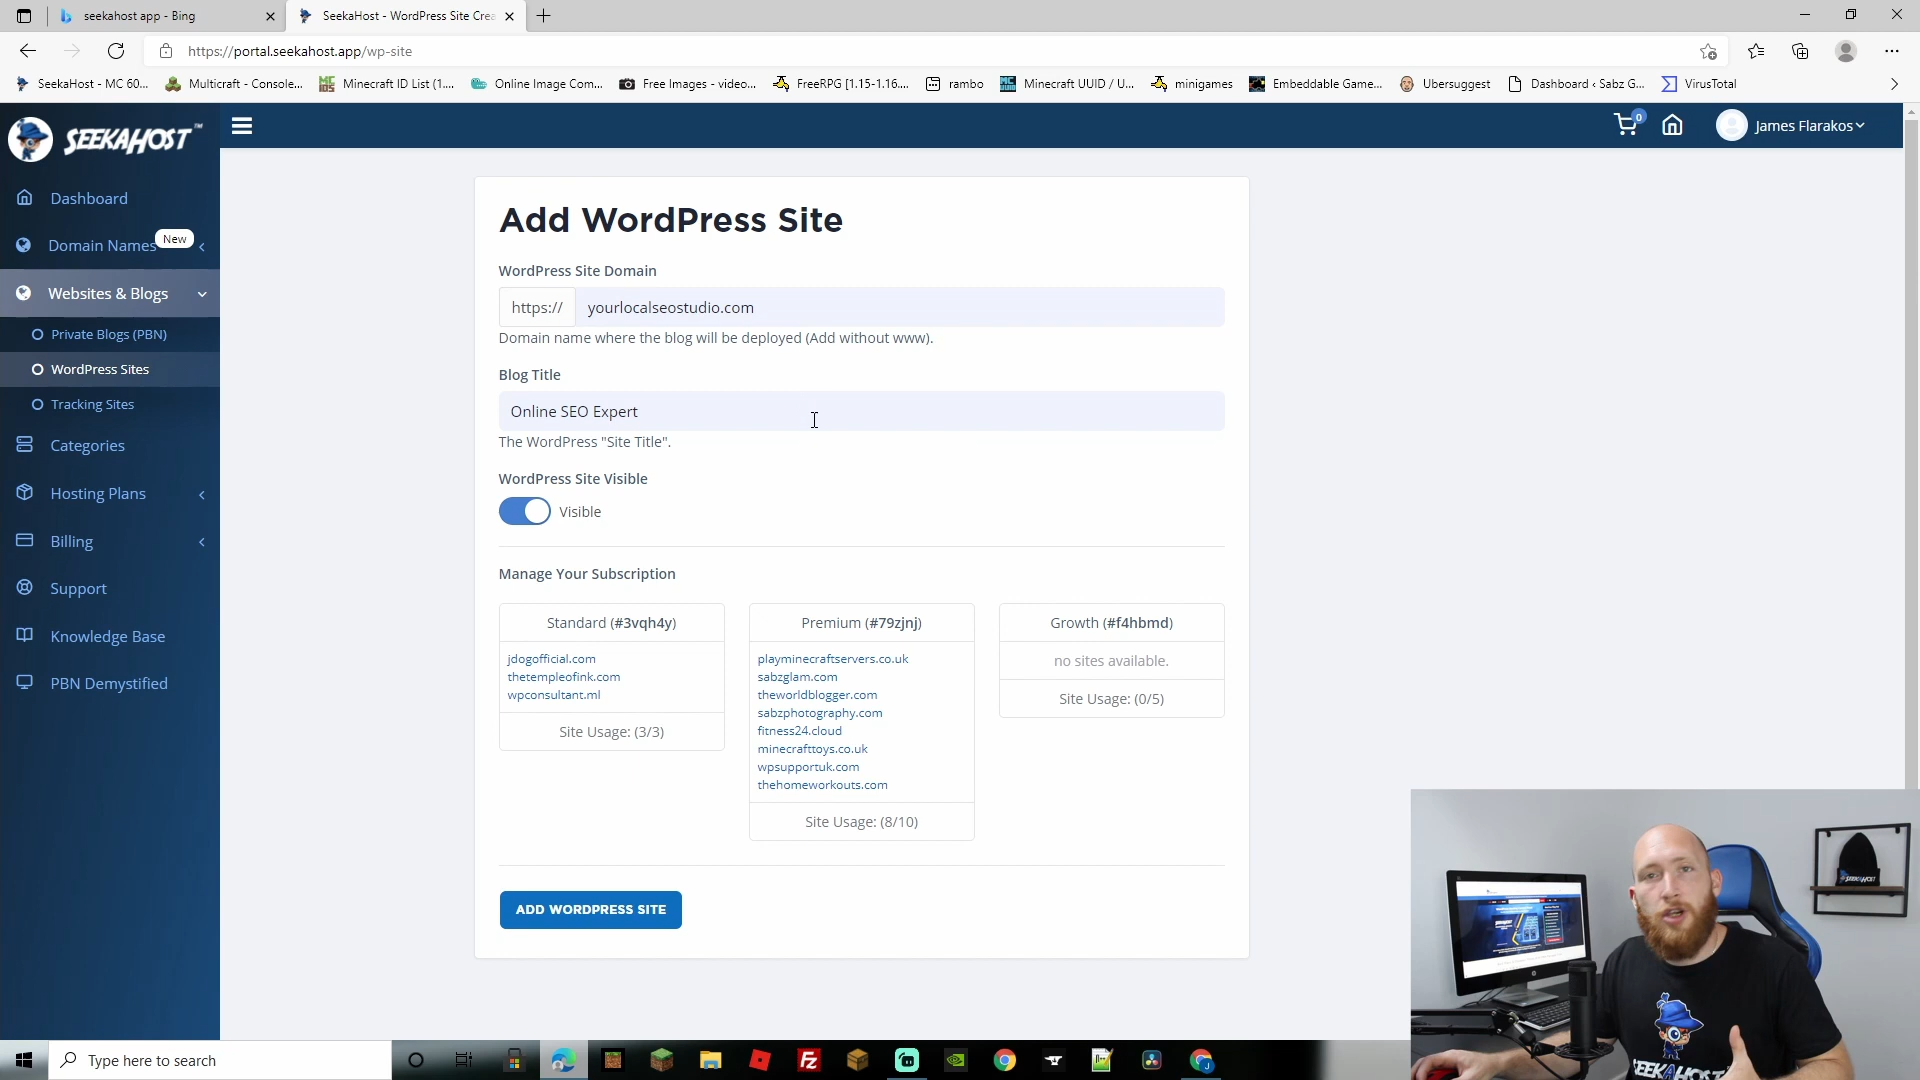 seekahost app - Bing
SeekaHost - WordPress Site Crea
https://portal.seekahost.app/wp-site
SeekaHost - MC 60...
Multicraft - Console...
Minecraft ID List (1....
Online Image Com...
Free Images - video...
FreeRPG [1.15-1.16....
rambo
Minecraft UUID / U...
minigames
Embeddable Game...
Ubersuggest
Dashboard ‹ Sabz G...
VirusTotal
SEEKAHOST™
0
James Flarakos
Dashboard
Domain Names
New
Websites & Blogs
Private Blogs (PBN)
WordPress Sites
Tracking Sites
Categories
Hosting Plans
Billing
Support
Knowledge Base
PBN Demystified
Add WordPress Site
WordPress Site Domain
https:// yourlocalseostudio.com
Domain name where the blog will be deployed (Add without www).
Blog Title
Online SEO Expert
The WordPress "Site Title".
WordPress Site Visible
Visible
Manage Your Subscription
Standard (#3vqh4y)
jdogofficial.com
thetempleofink.com
wpconsultant.ml
Site Usage: (3/3)
Premium (#79zjnj)
playminecraftservers.co.uk
sabzglam.com
theworldblogger.com
sabzphotography.com
fitness24.cloud
minecrafttoys.co.uk
wpsupportuk.com
thehomeworkouts.com
Site Usage: (8/10)
Growth (#f4hbmd)
no sites available.
Site Usage: (0/5)
ADD WORDPRESS SITE
SEEKAHOST
SEEKAHOST
Type here to search